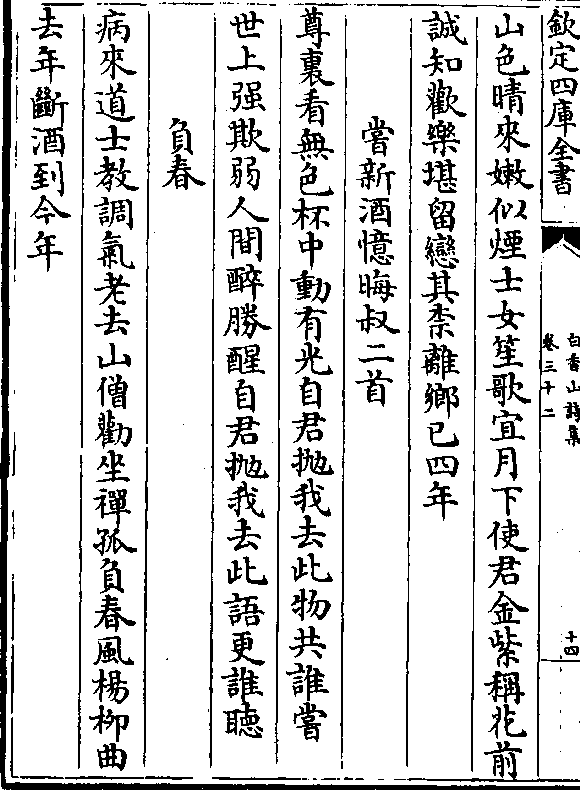 欽定四庫全書
白香山詩集
卷三十二
十四
山色晴來嫩似煙士女笙歌宜月下使君金紫稱花前
誠知歡樂堪留戀其柰離鄉已四年
嘗新酒憶晦叔二首
尊裏看無色杯中動有光自君拋我去此物共誰嘗
世上强欺弱人間醉勝醒自君拋我去此語更誰聽
負春
病來道士教調氣老去山僧勸坐禪孤負春風楊柳曲
去年斷酒到今年